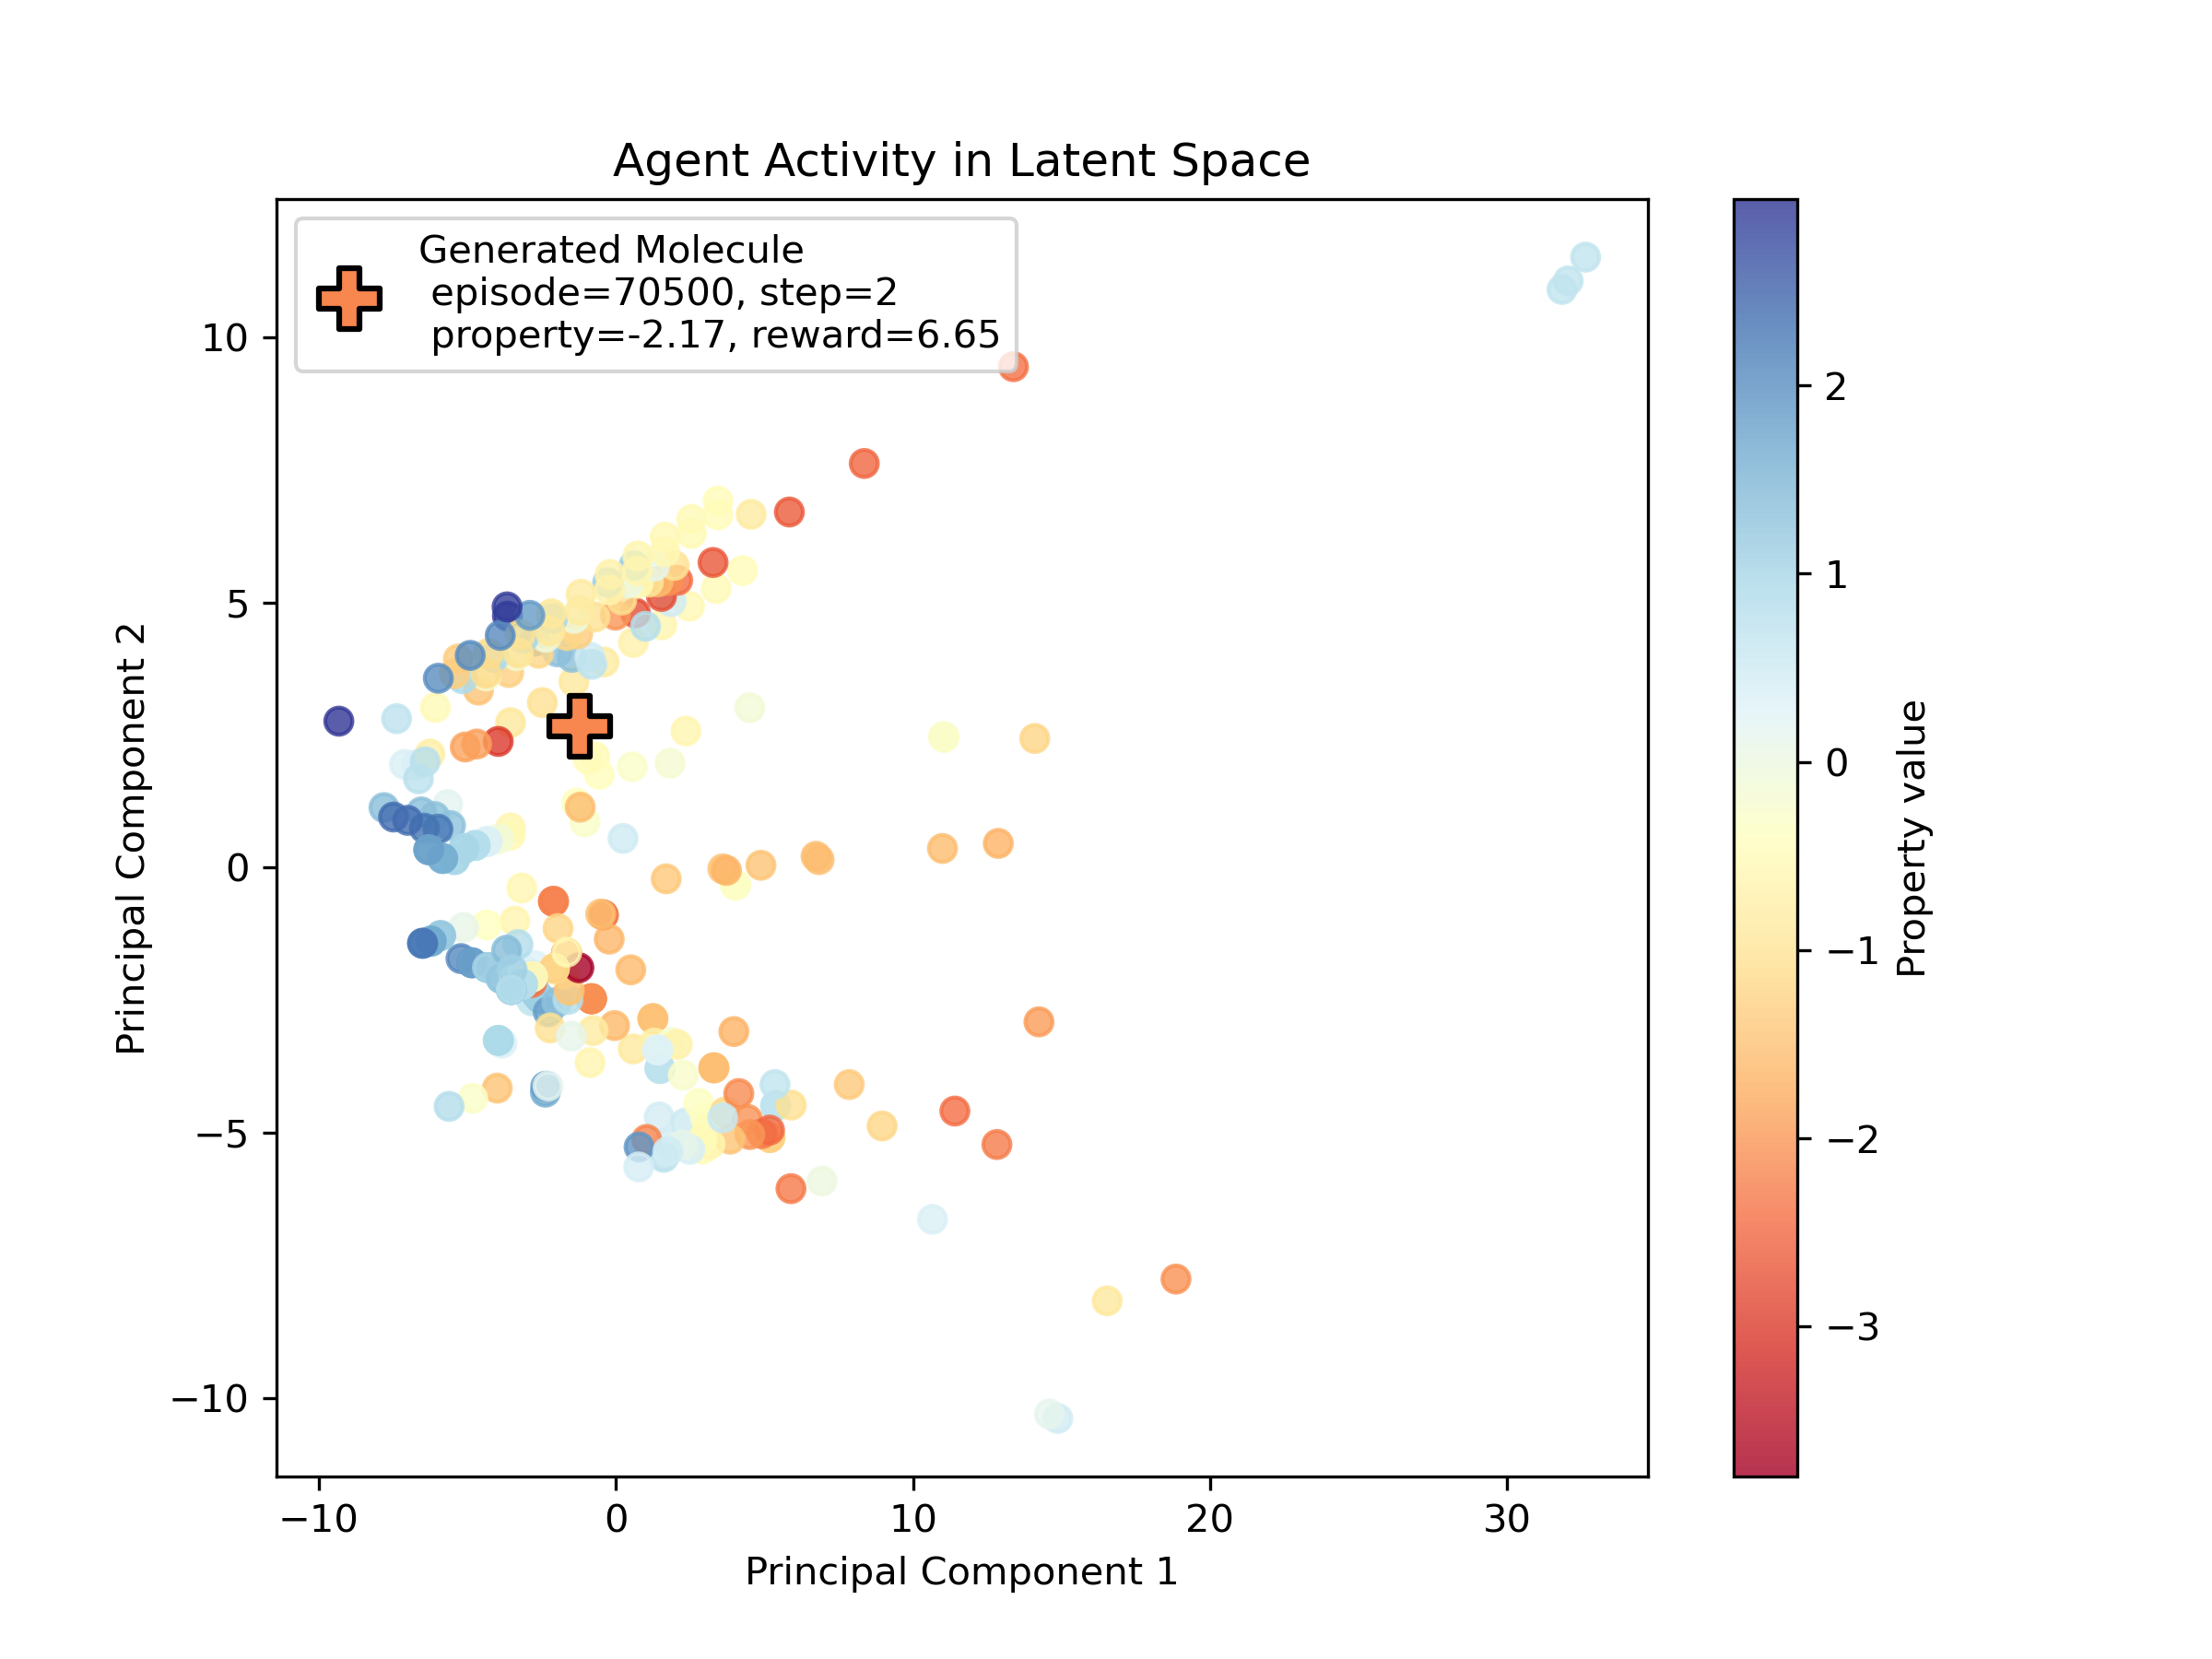 Agent Activity in Latent Space
Generated Molecule
episode=70500, step=2
property=-2.17, reward=6.65
10
5
0
−5
−10
Principal Component 2
−10
0
10
20
30
Principal Component 1
2
1
0
−1
−2
−3
Property value